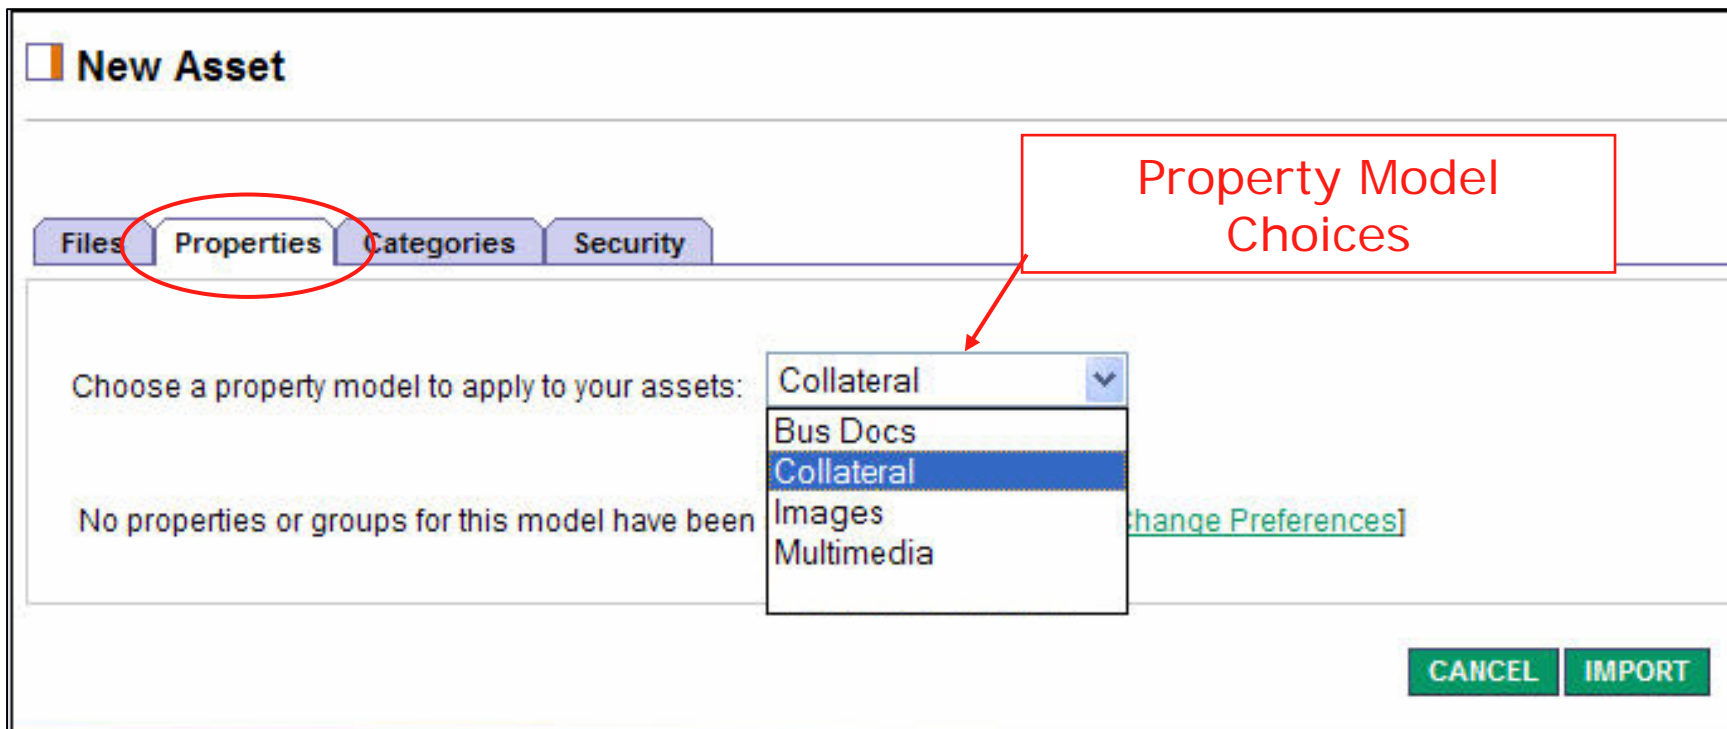 New Asset
Property Model
Choices
Files Properties Categories Security
Choose a property model to apply to your assets: Collateral
Bus Docs
Collateral
No properties or groups for this model have been Images hange Preferences]
Multimedia
CANCEL IMPORT